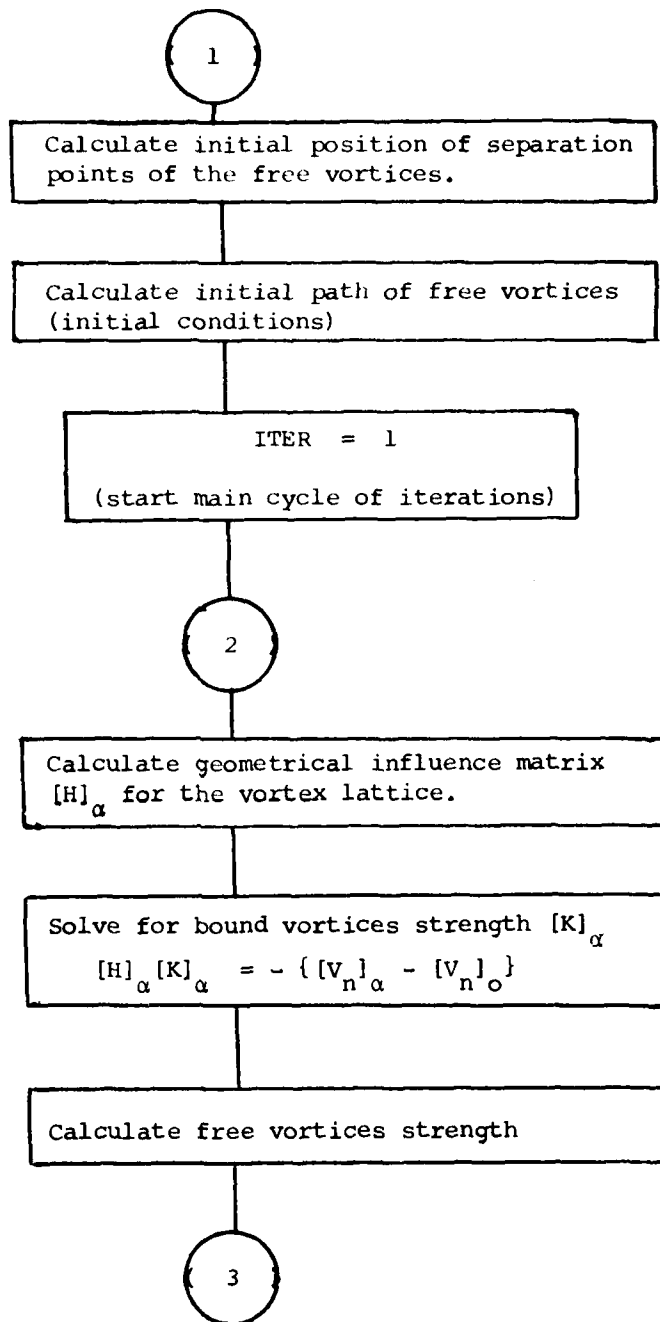 1
Calculate initial position of separation
points of the free vortices.
Calculate initial path of free vortices
(initial conditions)
ITER = 1
(start main cycle of iterations)
2
Calculate geometrical influence matrix
[H]α for the vortex lattice.
Solve for bound vortices strength [K]α
[H]α [K]α = - { [Vn]α - [Vn]o }
Calculate free vortices strength
3